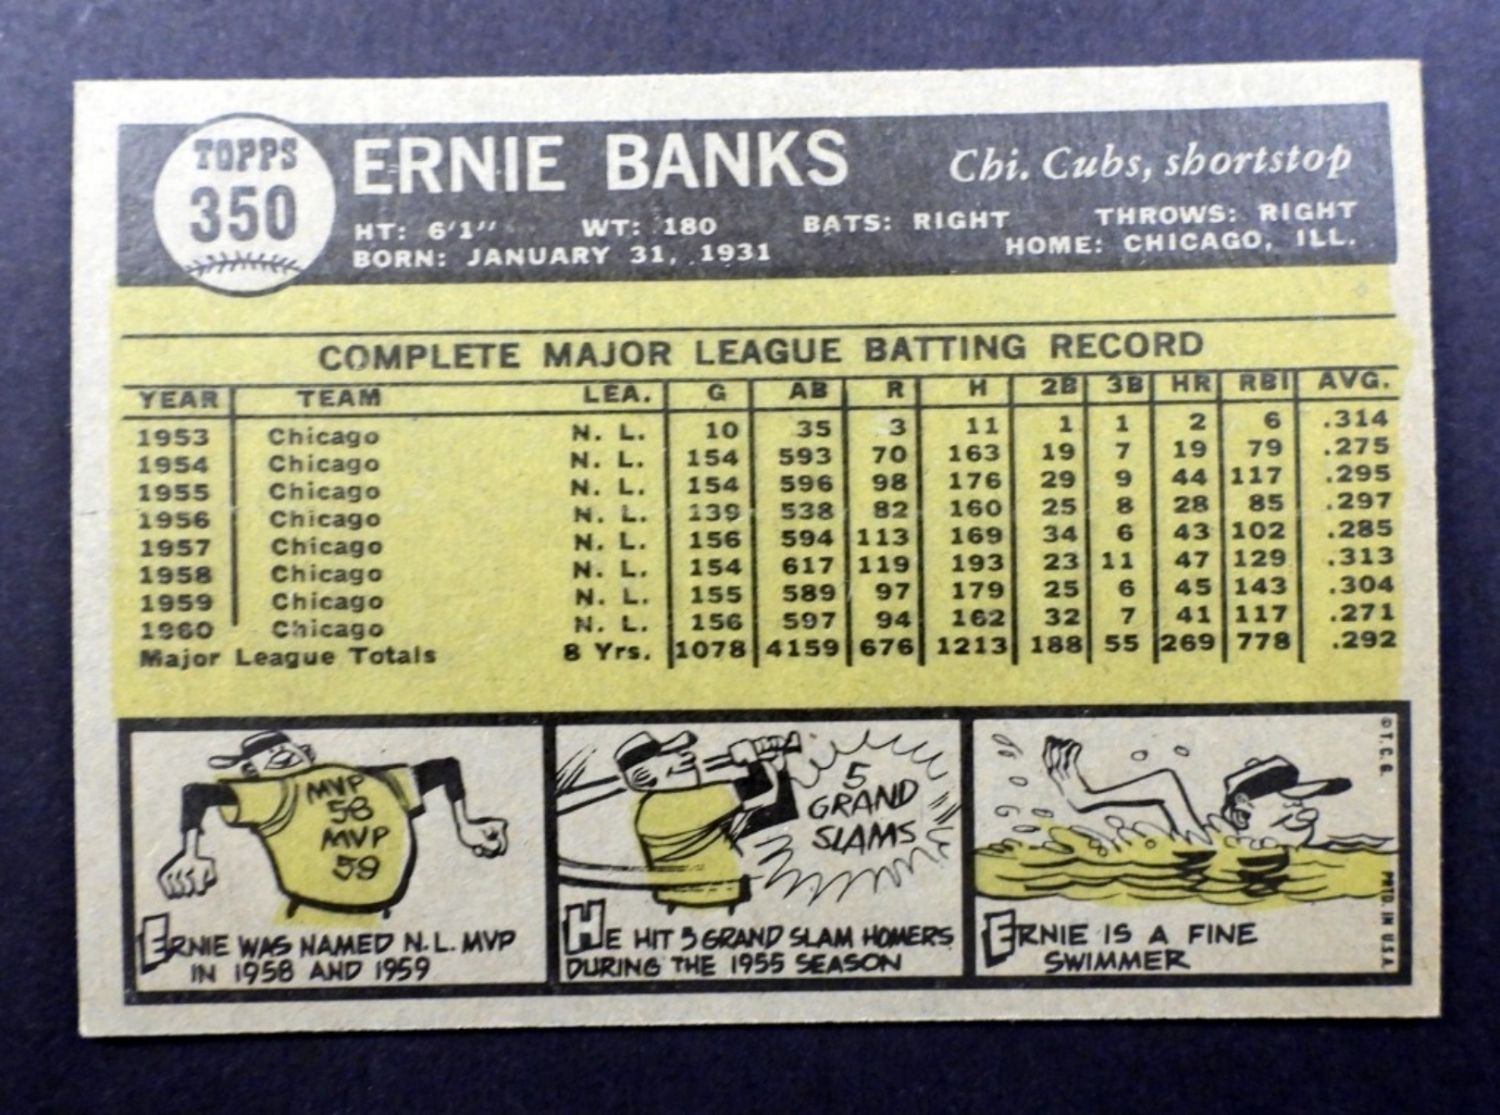 TOPPS
350
ERNIE BANKS
Chi. Cubs, shortstop
HT: 6'1" WT: 180 BATS: RIGHT THROWS: RIGHT
BORN: JANUARY 31, 1931 HOME: CHICAGO, ILL.
COMPLETE MAJOR LEAGUE BATTING RECORD
YEAR TEAM LEA. G AB R H 2B 3B HR RBI AVG.
1953 Chicago N. L. 10 35 3 11 1 1 2 6 .314
1954 Chicago N. L. 154 593 70 163 19 7 19 79 .275
1955 Chicago N. L. 154 596 98 176 29 9 44 117 .295
1956 Chicago N. L. 139 538 82 160 25 8 28 85 .297
1957 Chicago N. L. 156 594 113 169 34 6 43 102 .285
1958 Chicago N. L. 154 617 119 193 23 11 47 129 .313
1959 Chicago N. L. 155 589 97 179 25 6 45 143 .304
1960 Chicago N. L. 156 597 94 162 32 7 41 117 .271
Major League Totals 8 Yrs. 1078 4159 676 1213 188 55 269 778 .292
MVP
58
MVP
59
ERNIE WAS NAMED N.L. MVP
IN 1958 AND 1959
5
GRAND
SLAMS
HE HIT 5 GRAND SLAM HOMERS
DURING THE 1955 SEASON
ERNIE IS A FINE
SWIMMER
© T. C. G.
PRTD. IN U.S.A.